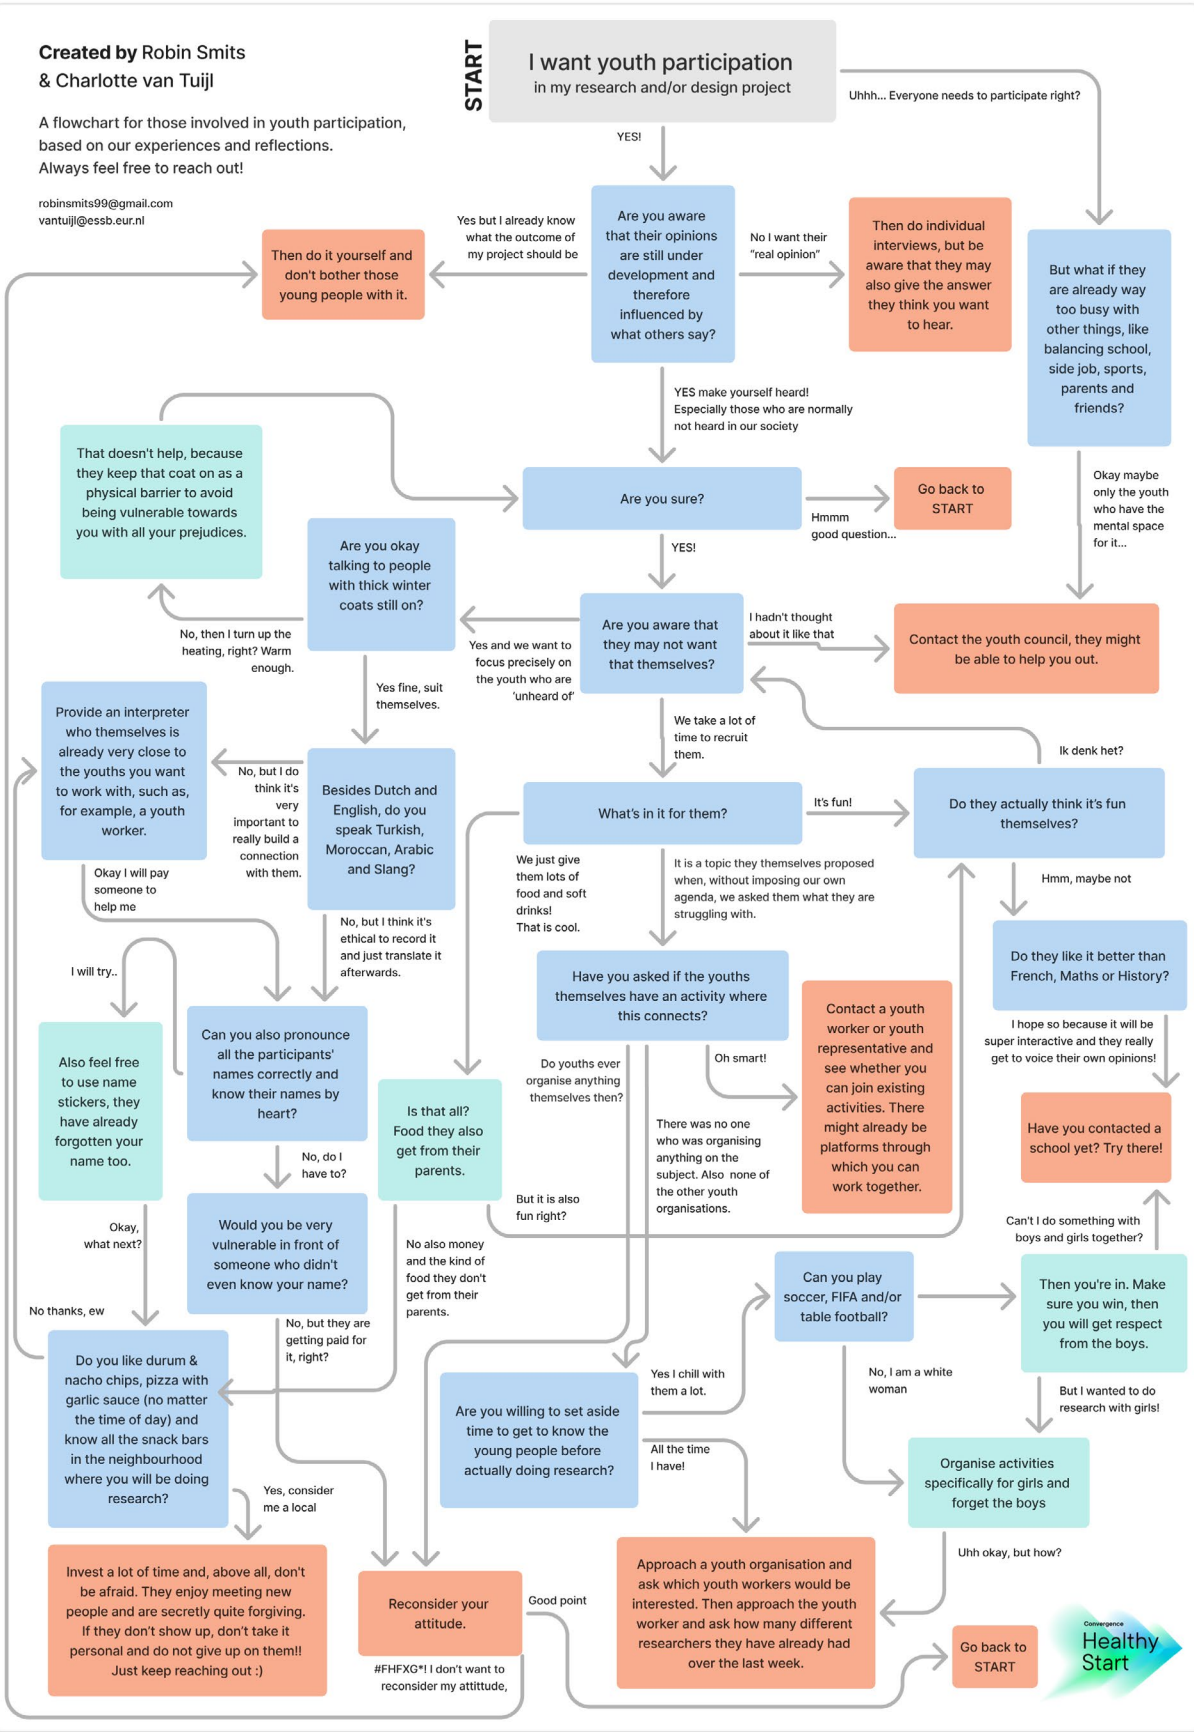 Created by Robin Smits
& Charlotte van Tuijl
A flowchart for those involved in youth participation,
based on our experiences and reflections.
Always feel free to reach out!
robinsmits99@gmail.com
vantuijl@essb.eur.nl
START
I want youth participation
in my research and/or design project
Uhhh... Everyone needs to participate right?
YES!
Yes but I already know
what the outcome of
my project should be
Then do it yourself and
don't bother those
young people with it.
Are you aware
that their opinions
are still under
development and
therefore
influenced by
what others say?
No I want their
"real opinion"
Then do individual
interviews, but be
aware that they may
also give the answer
they think you want
to hear.
But what if they
are already way
too busy with
other things, like
balancing school,
side job, sports,
parents and
friends?
YES make yourself heard!
Especially those who are normally
not heard in our society
Okay maybe
only the youth
who have the
mental space
for it...
That doesn't help, because
they keep that coat on as a
physical barrier to avoid
being vulnerable towards
you with all your prejudices.
Are you sure?
Hmmm
good question...
Go back to
START
YES!
Are you okay
talking to people
with thick winter
coats still on?
No, then I turn up the
heating, right? Warm
enough.
Yes and we want to
focus precisely on
the youth who are
'unheard of'
Are you aware that
they may not want
that themselves?
I hadn't thought
about it like that
Contact the youth council, they might
be able to help you out.
Yes fine, suit
themselves.
We take a lot of
time to recruit
them.
Ik denk het?
Provide an interpreter
who themselves is
already very close to
the youths you want
to work with, such as,
for example, a youth
worker.
No, but I do
think it's
very
important to
really build a
connection
with them.
Besides Dutch and
English, do you
speak Turkish,
Moroccan, Arabic
and Slang?
What's in it for them?
It's fun!
Do they actually think it's fun
themselves?
Okay I will pay
someone to
help me
No, but I think it's
ethical to record it
and just translate it
afterwards.
We just give
them lots of
food and soft
drinks!
That is cool.
It is a topic they themselves proposed
when, without imposing our own
agenda, we asked them what they are
struggling with.
Hmm, maybe not
Do they like it better than
French, Maths or History?
I will try..
Also feel free
to use name
stickers, they
have already
forgotten your
name too.
Can you also pronounce
all the participants'
names correctly and
know their names by
heart?
Have you asked if the youths
themselves have an activity where
this connects?
Contact a youth
worker or youth
representative and
see whether you
can join existing
activities. There
might already be
platforms through
which you can
work together.
I hope so because it will be
super interactive and they really
get to voice their own opinions!
Do youths ever
organise anything
themselves then?
Oh smart!
Is that all?
Food they also
get from their
parents.
There was no one
who was organising
anything on the
subject. Also none of
the other youth
organisations.
Have you contacted a
school yet? Try there!
No, do I
have to?
But it is also
fun right?
Okay,
what next?
Would you be very
vulnerable in front of
someone who didn't
even know your name?
No also money
and the kind of
food they don't
get from their
parents.
Can't I do something with
boys and girls together?
Can you play
soccer, FIFA and/or
table football?
Then you're in. Make
sure you win, then
you will get respect
from the boys.
No thanks, ew
No, but they are
getting paid for
it, right?
Do you like durum &
nacho chips, pizza with
garlic sauce (no matter
the time of day) and
know all the snack bars
in the neighbourhood
where you will be doing
research?
Yes I chill with
them a lot.
No, I am a white
woman
But I wanted to do
research with girls!
Are you willing to set aside
time to get to know the
young people before
actually doing research?
All the time
I have!
Organise activities
specifically for girls and
forget the boys
Yes, consider
me a local
Uhh okay, but how?
Invest a lot of time and, above all, don't
be afraid. They enjoy meeting new
people and are secretly quite forgiving.
If they don't show up, don't take it
personal and do not give up on them!!
Just keep reaching out :)
Reconsider your
attitude.
Good point
Approach a youth organisation and
ask which youth workers would be
interested. Then approach the youth
worker and ask how many different
researchers they have already had
over the last week.
#FHFXG*! I don't want to
reconsider my attittude,
Go back to
START
Convergence
Healthy
Start